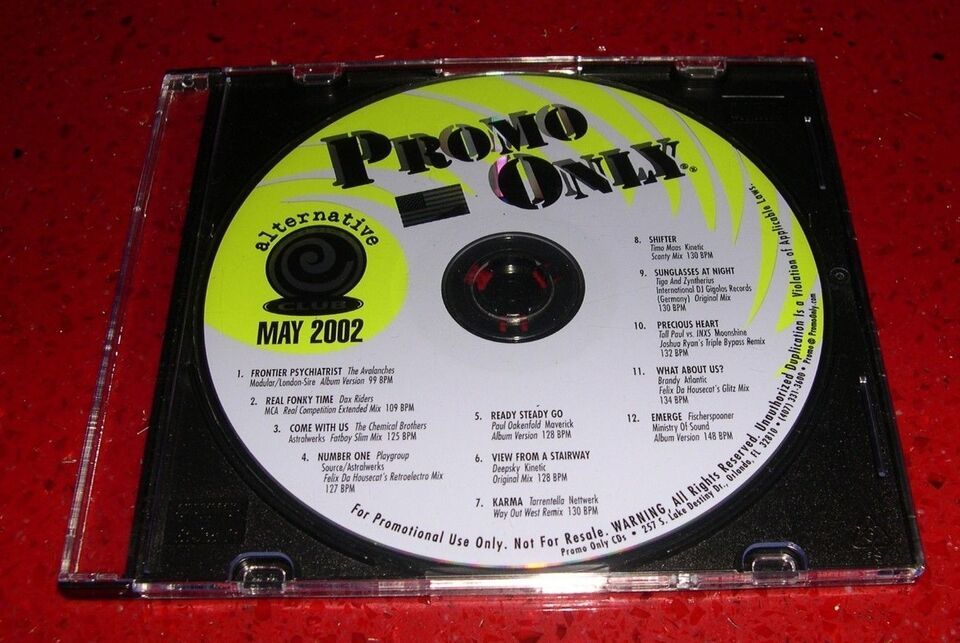 PROMO
ONLY®
alternative
CLUB
MAY 2002
1. FRONTIER PSYCHIATRIST The Avalanches
Modular/London-Sire Album Version 99 BPM
2. REAL FONKY TIME Dax Riders
MCA Real Competition Extended Mix 109 BPM
3. COME WITH US The Chemical Brothers
Astralwerks Fatboy Slim Mix 125 BPM
4. NUMBER ONE Playgroup
Source/Astralwerks
Felix Da Housecat's Retroelectro Mix
127 BPM
5. READY STEADY GO
Paul Oakenfold Maverick
Album Version 128 BPM
6. VIEW FROM A STAIRWAY
Deepsky Kinetic
Original Mix 128 BPM
7. KARMA Tarrentella Nettwerk
Way Out West Remix 130 BPM
8. SHIFTER
Timo Maas Kinetic
Scanty Mix 130 BPM
9. SUNGLASSES AT NIGHT
Tiga And Zyntherius
International DJ Gigolos Records
(Germany) Original Mix
130 BPM
10. PRECIOUS HEART
Tall Paul vs. INXS Moonshine
Joshua Ryan's Triple Bypass Remix
132 BPM
11. WHAT ABOUT US?
Brandy Atlantic
Felix Da Housecat's Glitz Mix
134 BPM
12. EMERGE Fischerspooner
Ministry Of Sound
Album Version 148 BPM
For Promotional Use Only. Not For Resale. WARNING, All Rights Reserved. Unauthorized Duplication Is a Violation of Applicable Laws.
Promo Only CDs • 257 S. Lake Destiny Dr., Orlando, FL 32810 • (407) 331-3600 • Promo @ PromoOnly.com